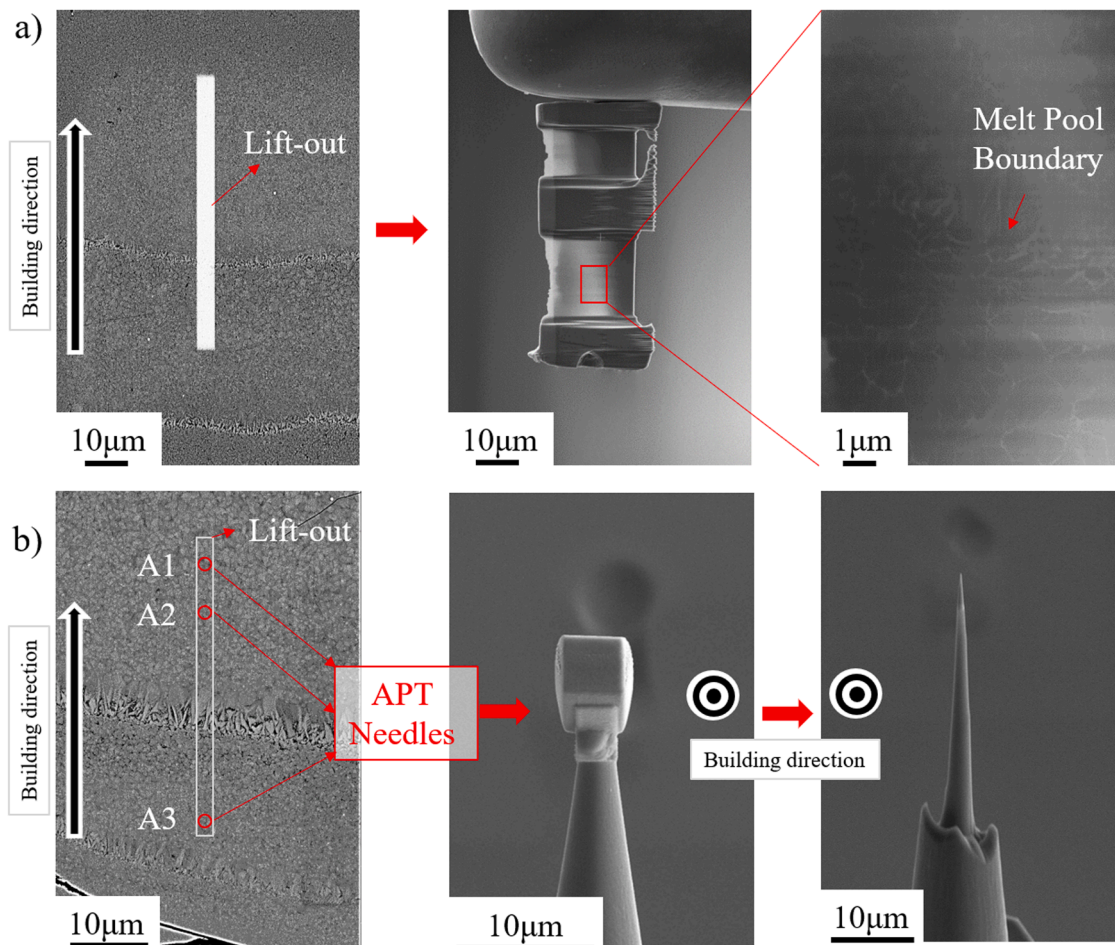 a)
Building direction
Lift-out
10μm
10μm
Melt Pool
Boundary
1μm
b)
Building direction
Lift-out
A1
A2
A3
APT
Needles
10μm
10μm
Building direction
10μm